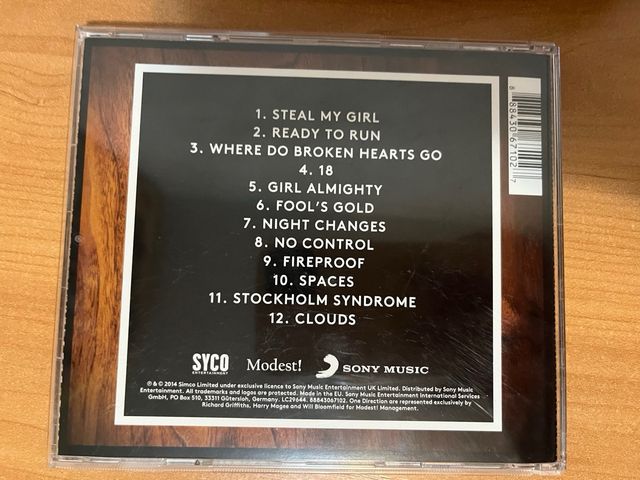 1. STEAL MY GIRL
2. READY TO RUN
3. WHERE DO BROKEN HEARTS GO
4. 18
5. GIRL ALMIGHTY
6. FOOL'S GOLD
7. NIGHT CHANGES
8. NO CONTROL
9. FIREPROOF
10. SPACES
11. STOCKHOLM SYNDROME
12. CLOUDS
SYCO
ENTERTAINMENT
Modest!
SONY MUSIC
℗ & © 2014 Simco Limited under exclusive licence to Sony Music Entertainment UK Limited. Distributed by Sony Music
Entertainment. All trademarks and logos are protected. Made in the EU. Sony Music Entertainment International Services
GmbH, PO Box 510, 33311 Gütersloh, Germany. LC29644. 88843067102. One Direction are represented exclusively by
Richard Griffiths, Harry Magee and Will Bloomfield for Modest! Management.
8 88430 67102 7